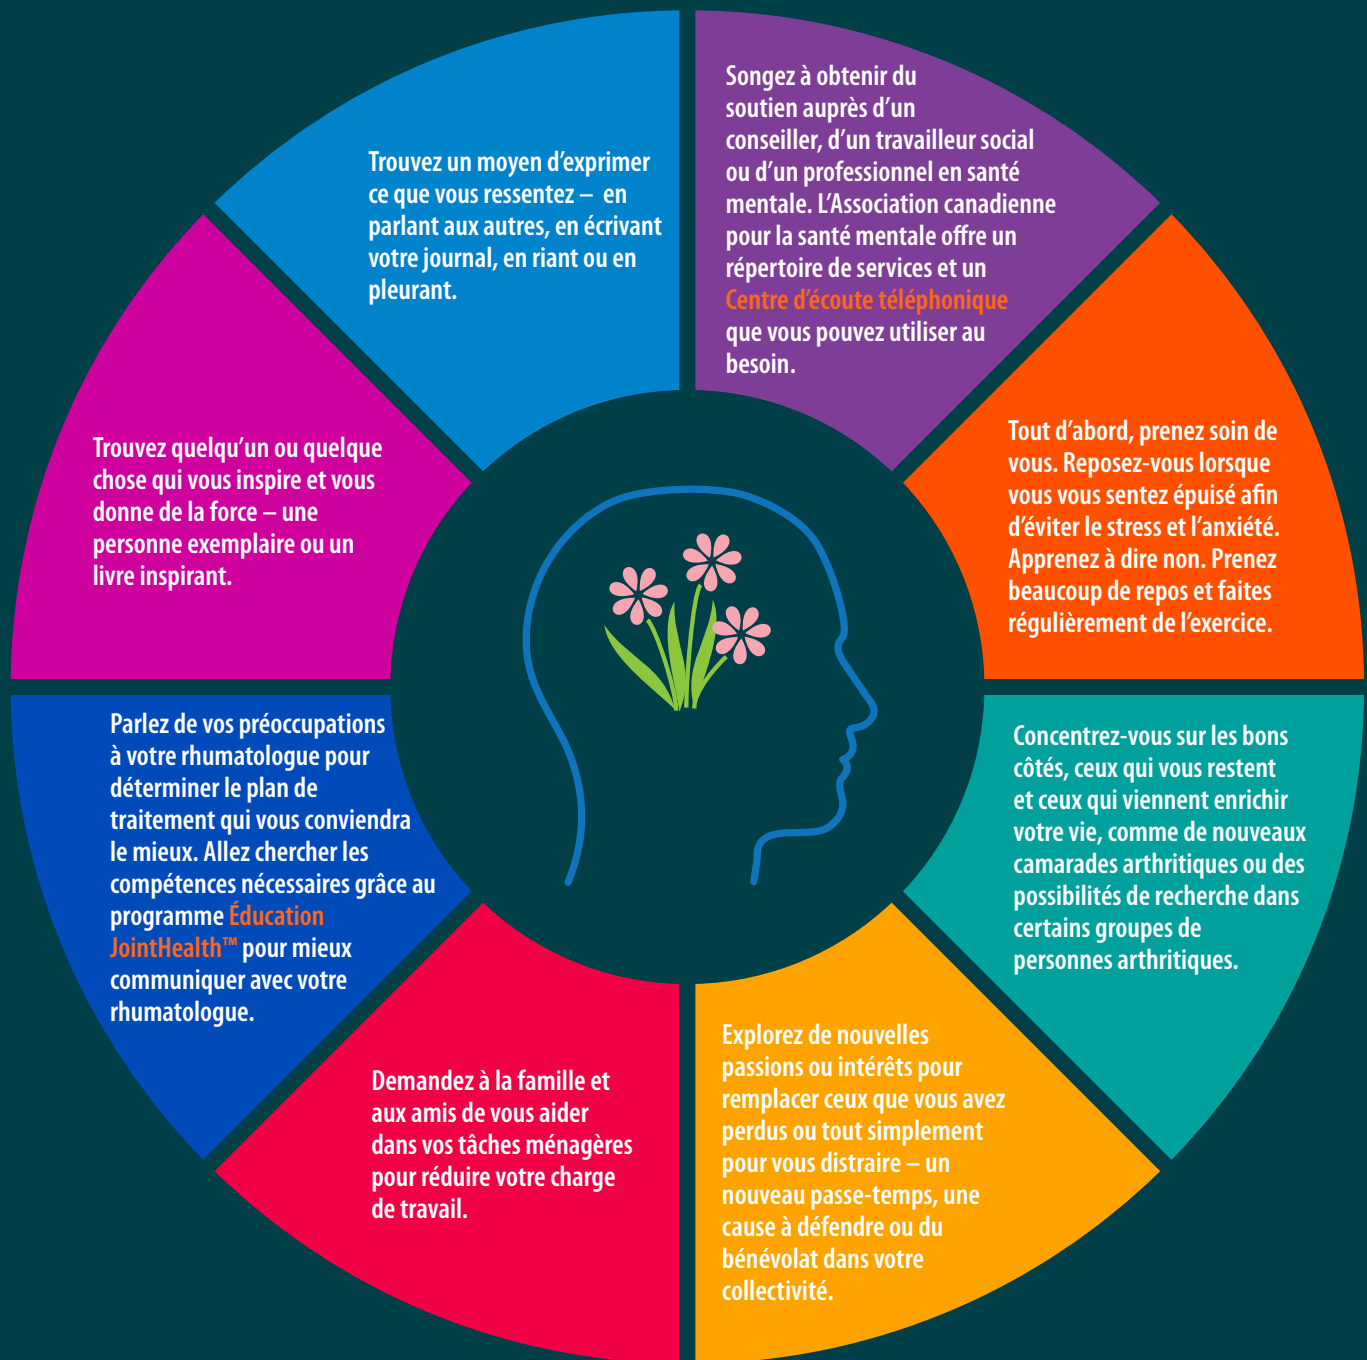 Songez à obtenir du
soutien auprès d’un
conseiller, d’un travailleur social
ou d’un professionnel en santé
mentale. L’Association canadienne
pour la santé mentale offre un
répertoire de services et un
Centre d’écoute téléphonique
que vous pouvez utiliser au
besoin.
Tout d’abord, prenez soin de
vous. Reposez-vous lorsque
vous vous sentez épuisé afin
d’éviter le stress et l’anxiété.
Apprenez à dire non. Prenez
beaucoup de repos et faites
régulièrement de l’exercice.
Concentrez-vous sur les bons
côtés, ceux qui vous restent
et ceux qui viennent enrichir
votre vie, comme de nouveaux
camarades arthritiques ou des
possibilités de recherche dans
certains groupes de
personnes arthritiques.
Explorez de nouvelles
passions ou intérêts pour
remplacer ceux que vous avez
perdus ou tout simplement
pour vous distraire – un
nouveau passe-temps, une
cause à défendre ou du
bénévolat dans votre
collectivité.
Demandez à la famille et
aux amis de vous aider
dans vos tâches ménagères
pour réduire votre charge
de travail.
Parlez de vos préoccupations
à votre rhumatologue pour
déterminer le plan de
traitement qui vous conviendra
le mieux. Allez chercher les
compétences nécessaires grâce au
programme Éducation
JointHealth™ pour mieux
communiquer avec votre
rhumatologue.
Trouvez quelqu’un ou quelque
chose qui vous inspire et vous
donne de la force – une
personne exemplaire ou un
livre inspirant.
Trouvez un moyen d’exprimer
ce que vous ressentez – en
parlant aux autres, en écrivant
votre journal, en riant ou en
pleurant.